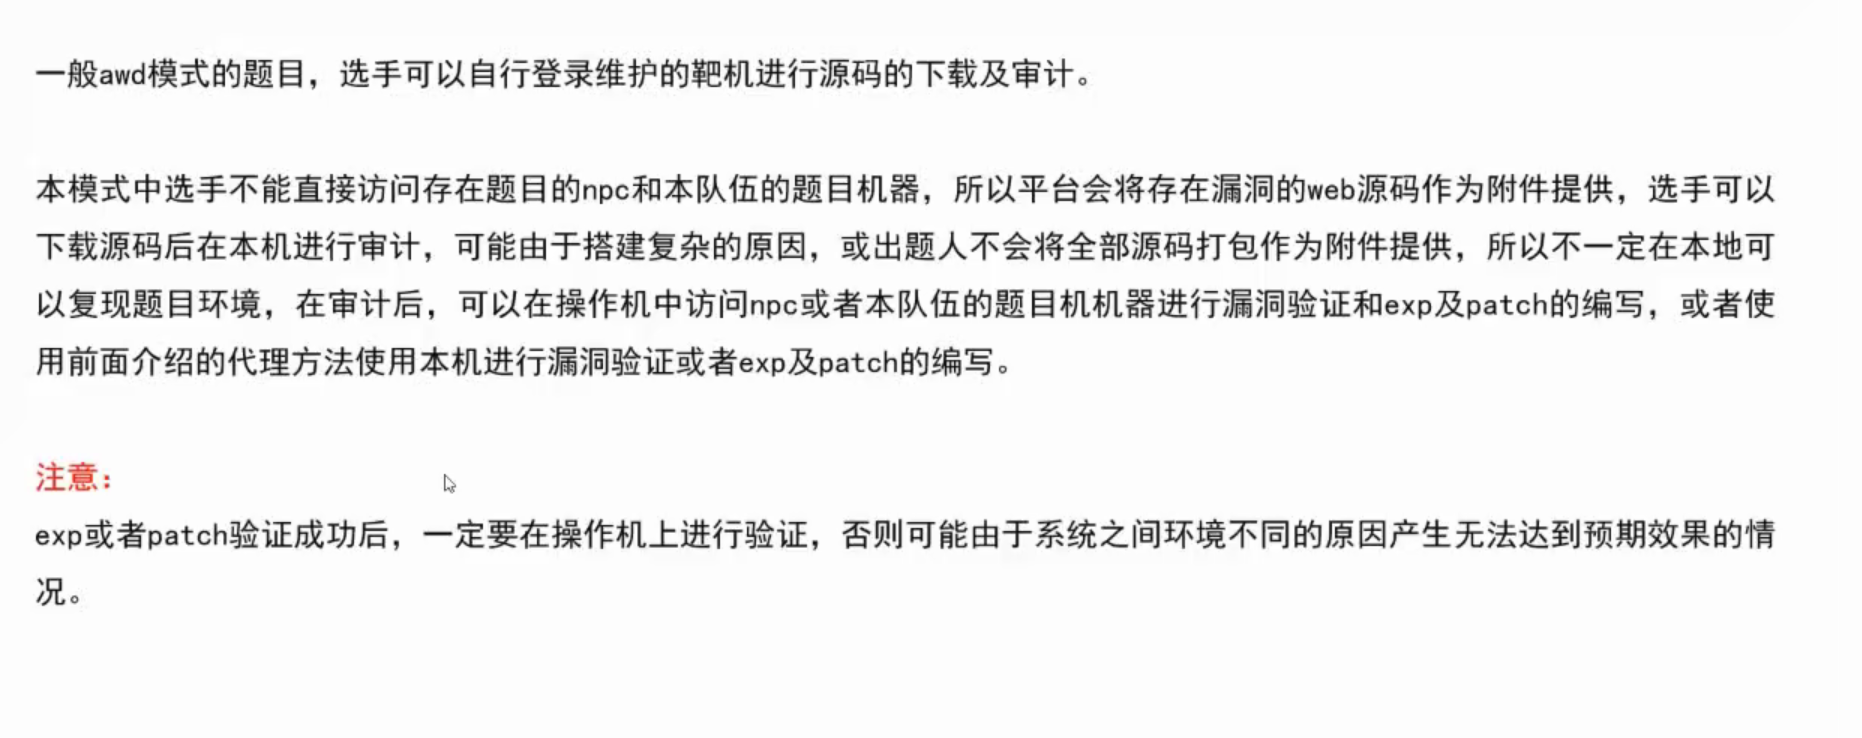 一般awd模式的题目，选手可以自行登录维护的靶机进行源码的下载及审计。
本模式中选手不能直接访问存在题目的npc和本队伍的题目机器，所以平台会将存在漏洞的web源码作为附件提供，选手可以
下载源码后在本机进行审计，可能由于搭建复杂的原因，或出题人不会将全部源码打包作为附件提供，所以不一定在本地可
以复现题目环境，在审计后，可以在操作机中访问npc或者本队伍的题目机机器进行漏洞验证和exp及patch的编写，或者使
用前面介绍的代理方法使用本机进行漏洞验证或者exp及patch的编写。
注意：
exp或者patch验证成功后，一定要在操作机上进行验证，否则可能由于系统之间环境不同的原因产生无法达到预期效果的情
况。